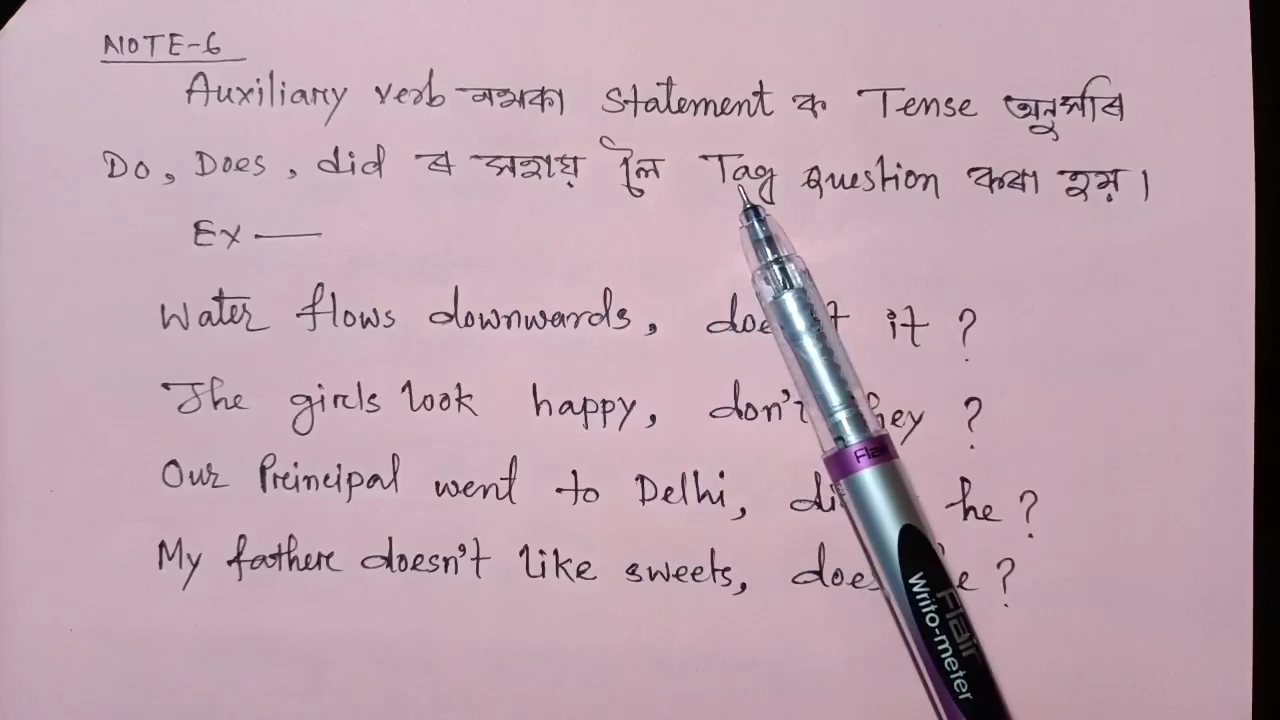 NOTE-6
Auxiliary verb নথকা statement ক Tense অনুসৰি
Do, Does, did ৰ সহায় লৈ Tag question কৰা হয়।
Ex —
Water flows downwards, it ?
The girls look happy, ?
Our Principal went to Delhi, he ?
My father doesn't like sweets, ?
Flair
Flair
Writo-meter